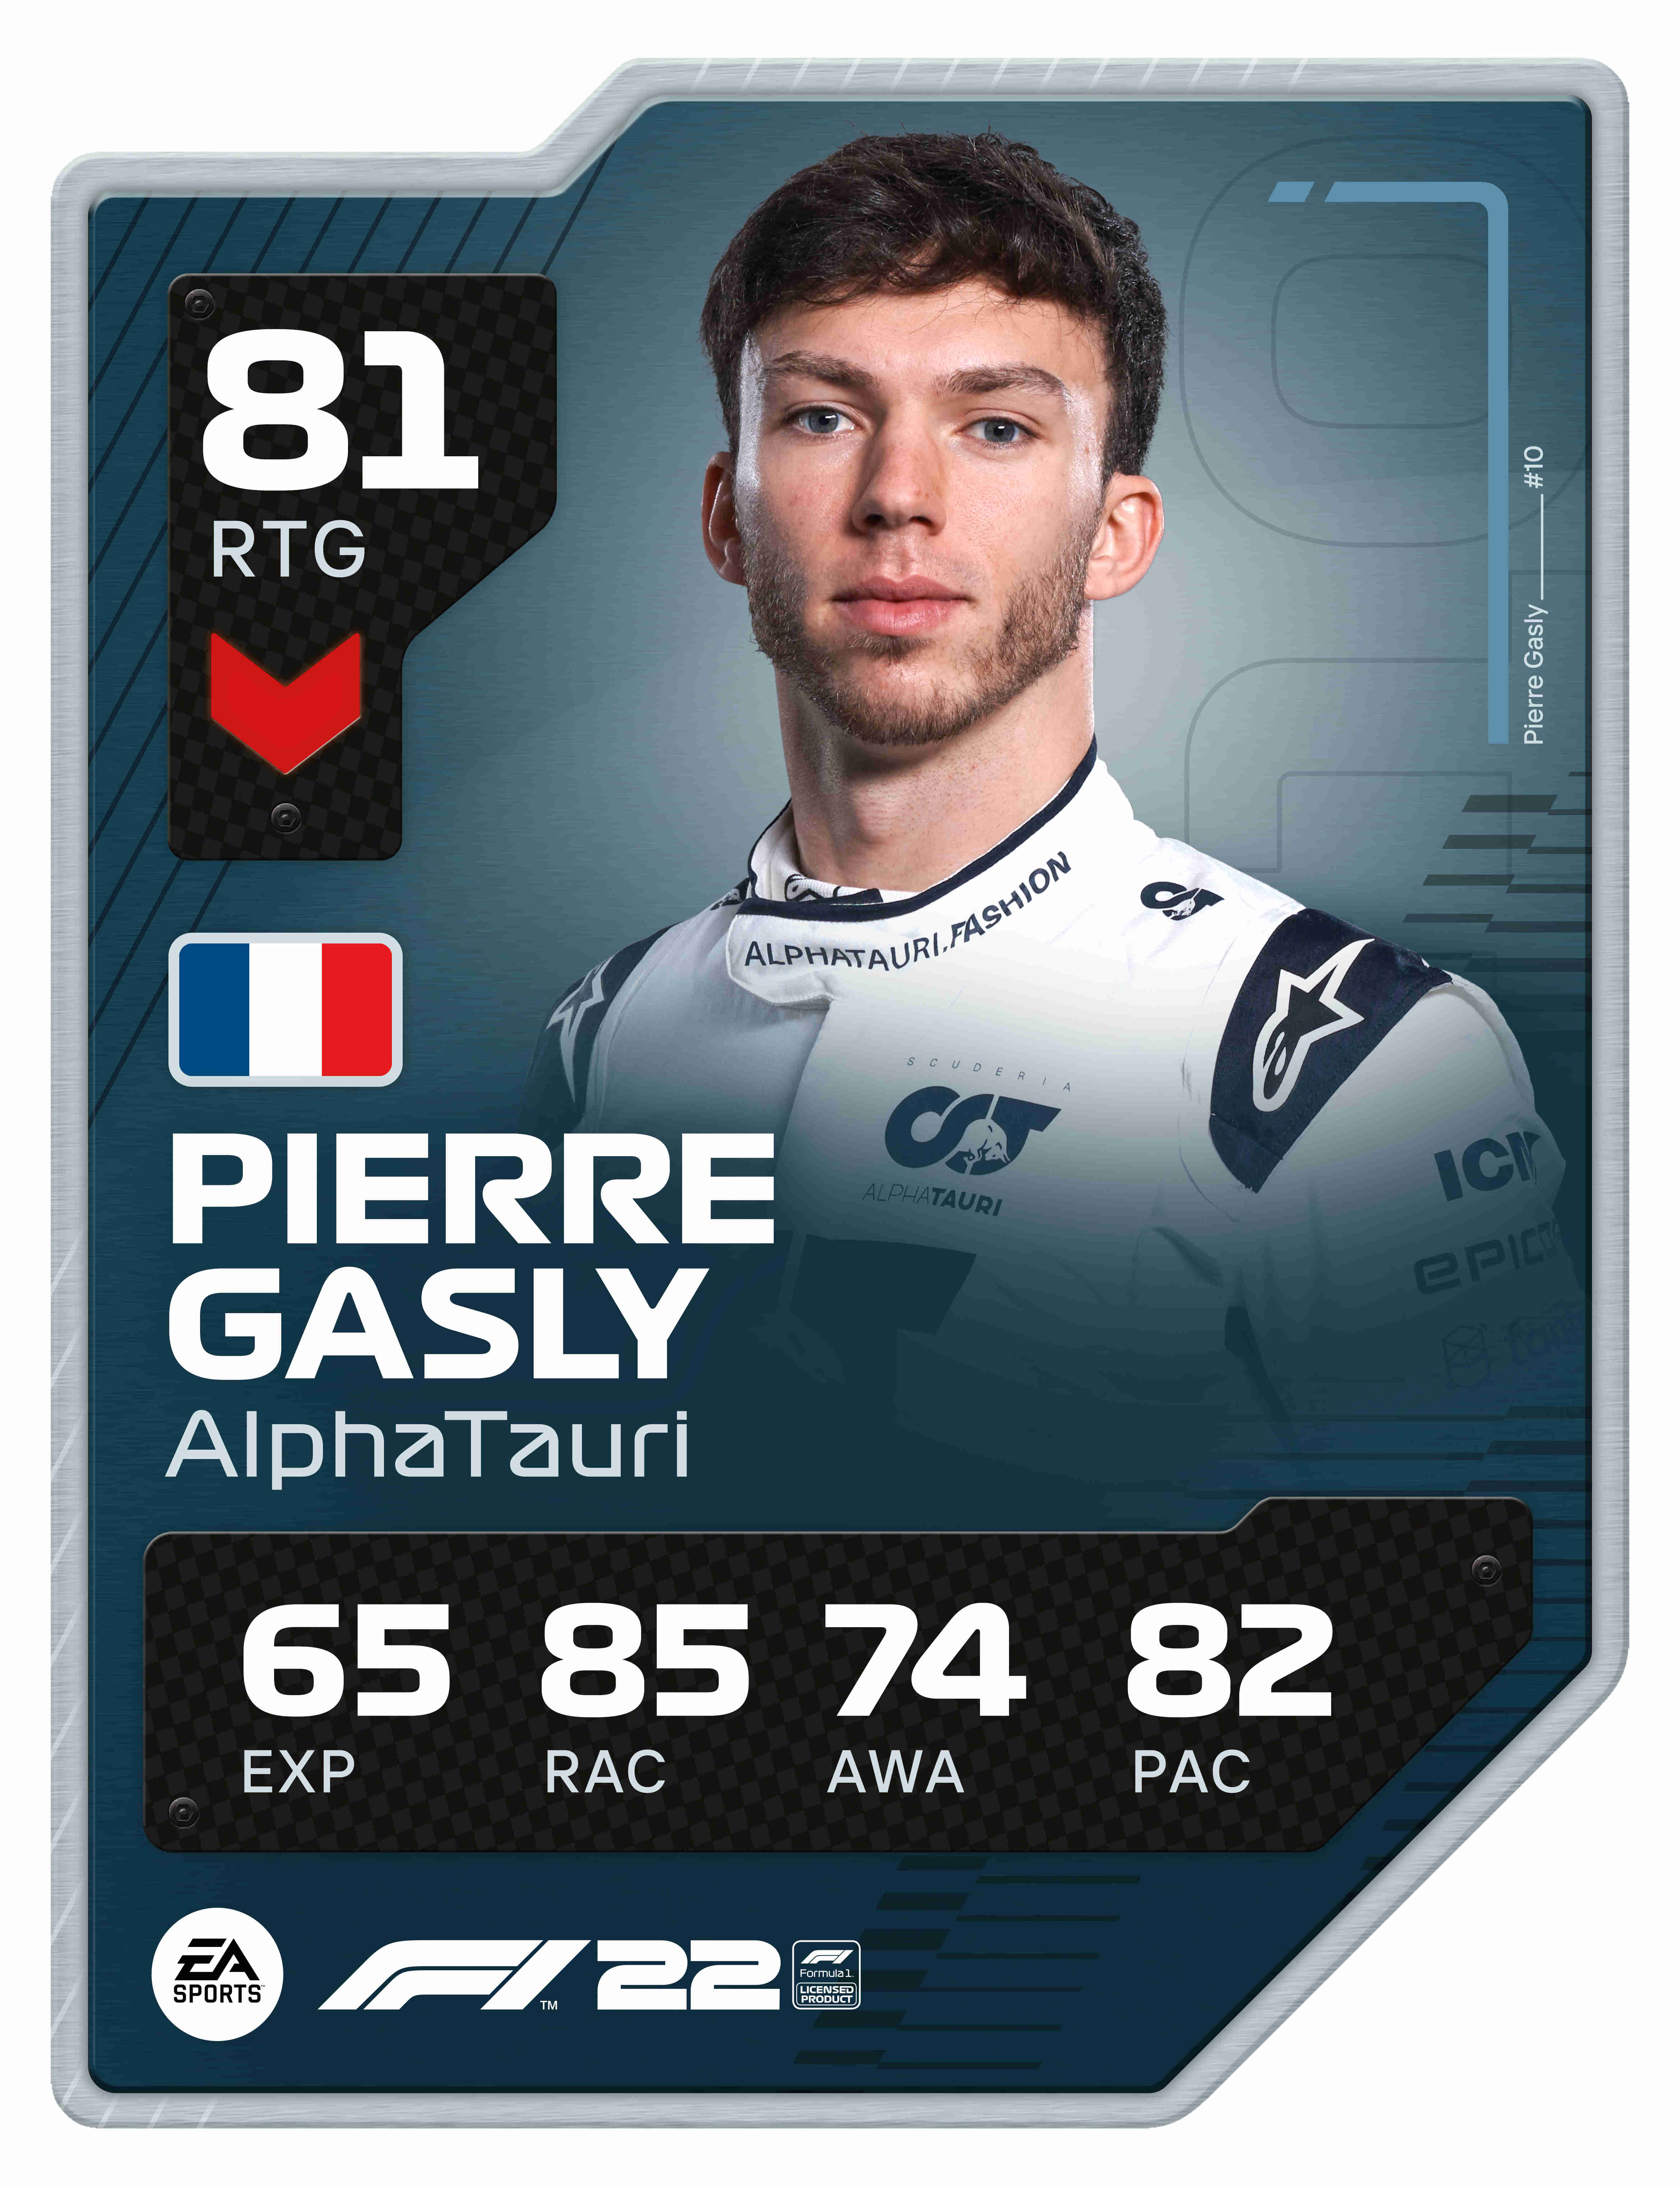 81
RTG
Pierre Gasly #10
ALPHATAURI.FASHION
SCUDERIA
ALPHATAURI
PIERRE
GASLY
AlphaTauri
65 85 74 82
EXP RAC AWA PAC
EA
SPORTS
F1™ 22
F1
Formula 1
LICENSED
PRODUCT